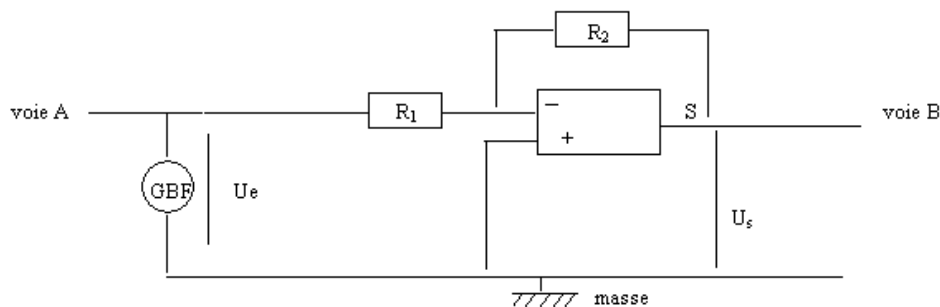 R₂
voie A
R₁
−
+
S
voie B
GBF
Ue
Uₛ
masse